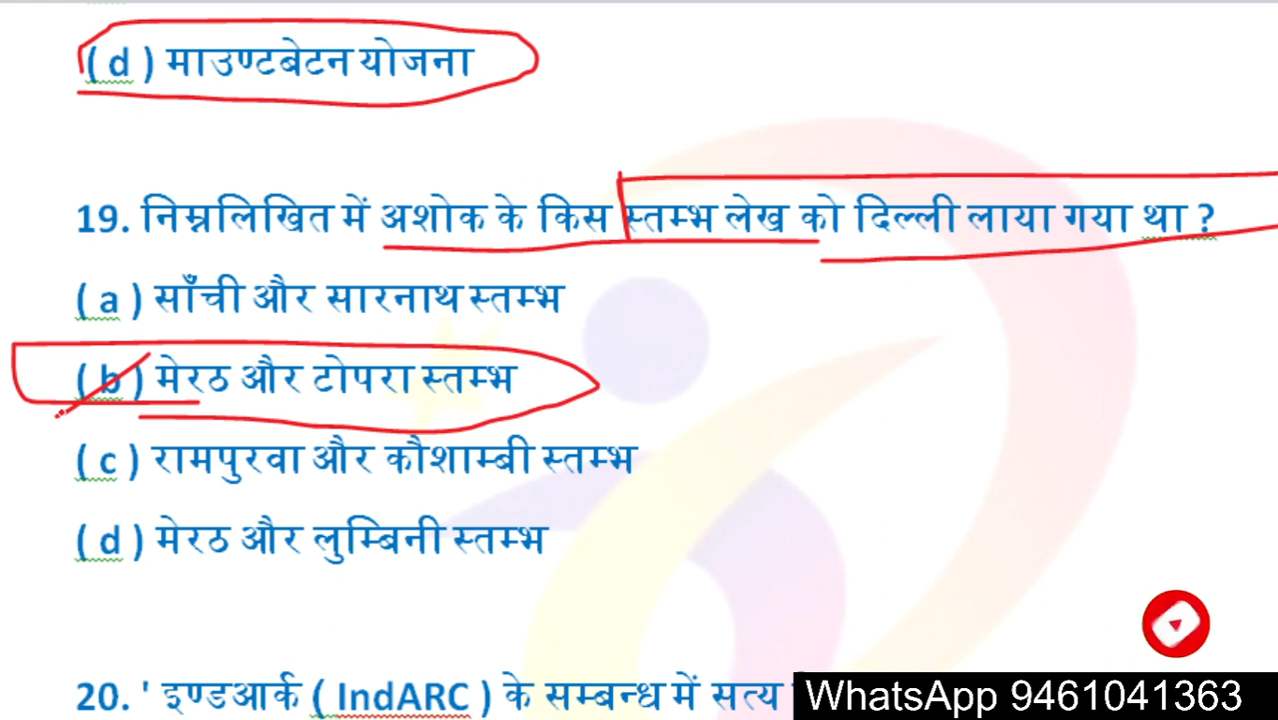 ( d ) माउण्टबेटन योजना
19. निम्नलिखित में अशोक के किस स्तम्भ लेख को दिल्ली लाया गया था ?
( a ) साँची और सारनाथ स्तम्भ
( b ) मेरठ और टोपरा स्तम्भ
( c ) रामपुरवा और कौशाम्बी स्तम्भ
( d ) मेरठ और लुम्बिनी स्तम्भ
20. ' इण्डआर्क ( IndARC ) के सम्बन्ध में सत्य
WhatsApp 9461041363